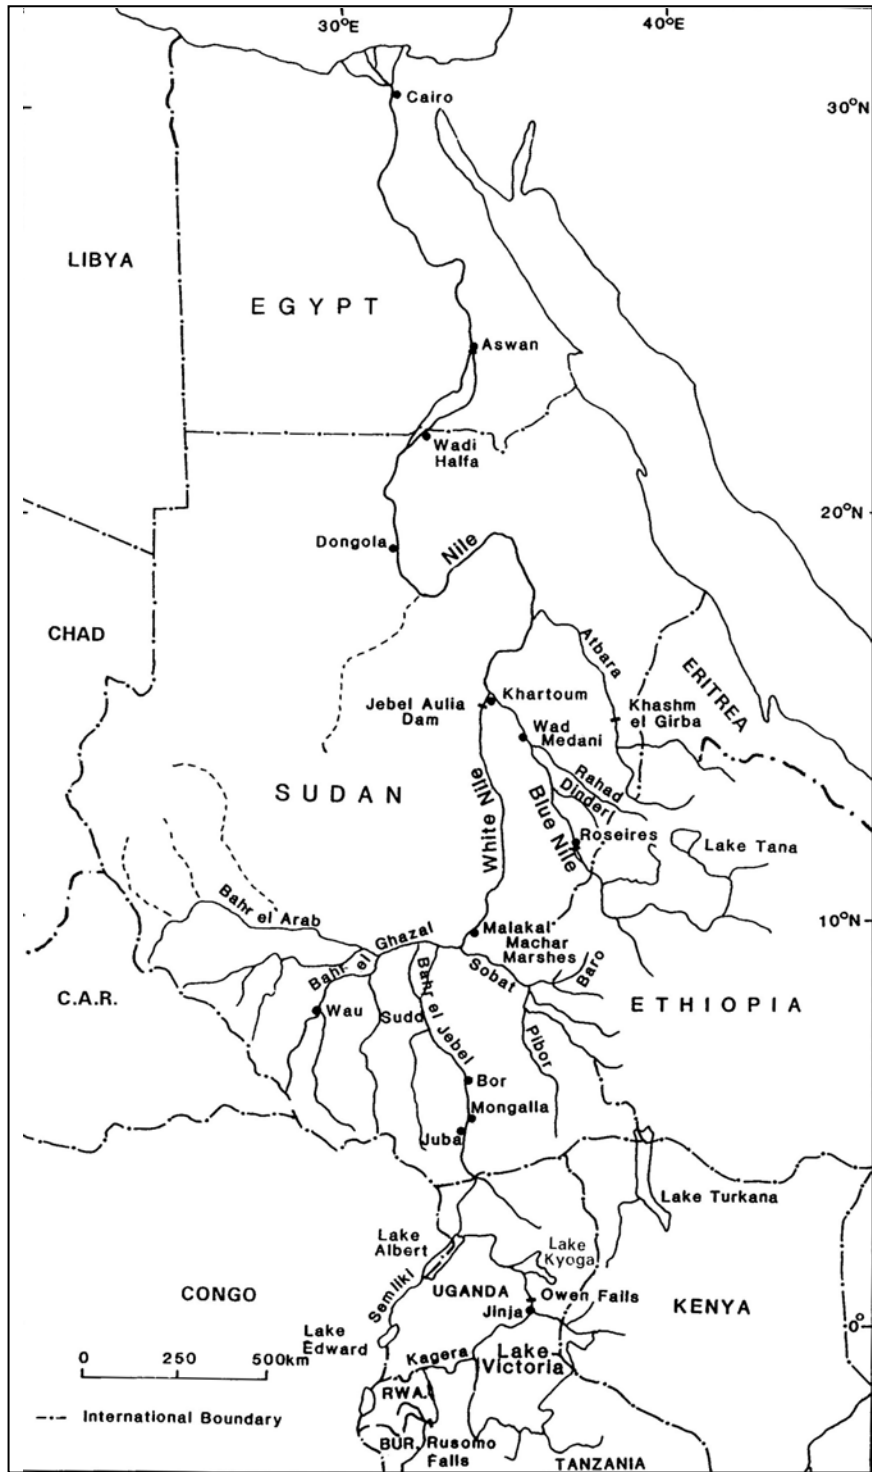 30°E
40°E
Cairo
30°N
LIBYA
EGYPT
Aswan
Wadi
Halfa
20°N
Dongola
Nile
CHAD
Atbara
ERITREA
Khartoum
Jebel Aulia
Dam
Khashm
el Girba
Wad
Medani
SUDAN
White Nile
Rahad
Dinder
Blue Nile
Roseires
Lake Tana
Bahr el Arab
10°N
Malakal
Machar
Marshes
Bahr el Ghazal
Sobat
Baro
C.A.R.
ETHIOPIA
Wau
Sudd
Bahr el Jebel
Pibor
Bor
Mongalla
Juba
Lake Turkana
Lake
Albert
Lake
Kyoga
Semliki
UGANDA
Owen Falls
CONGO
Jinja
KENYA
0°
Lake
Edward
Kagera
Lake
Victoria
0 250 500km
RWA.
International Boundary
BUR.
Rusomo
Falls
TANZANIA